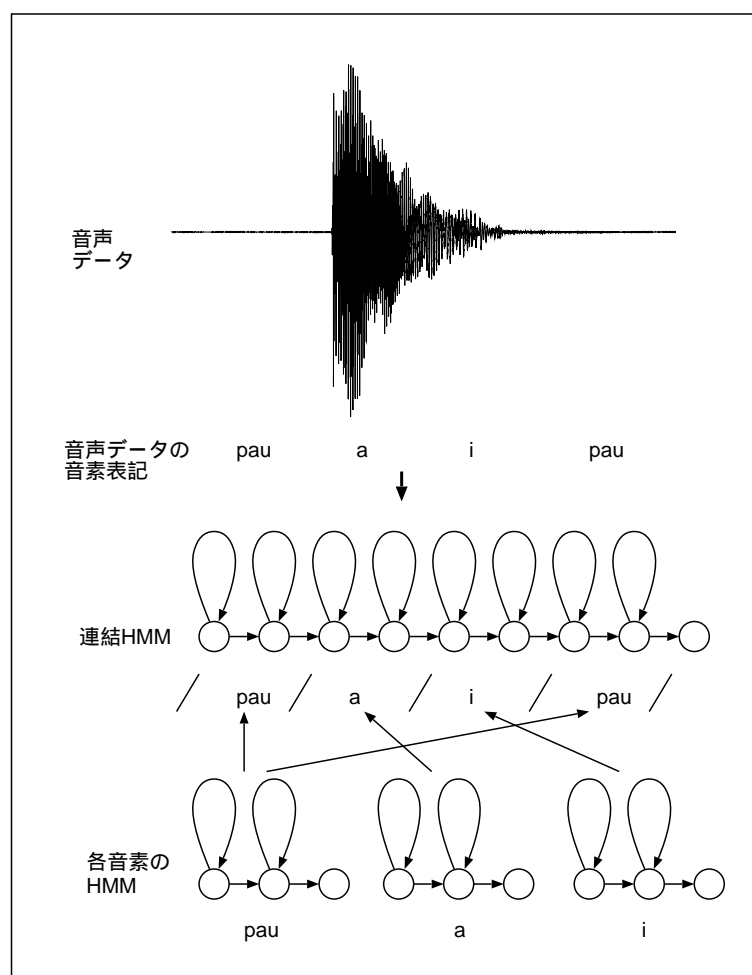 音声
データ
音声データの
音素表記
pau a i pau
連結HMM
pau a i pau
各音素の
HMM
pau a i